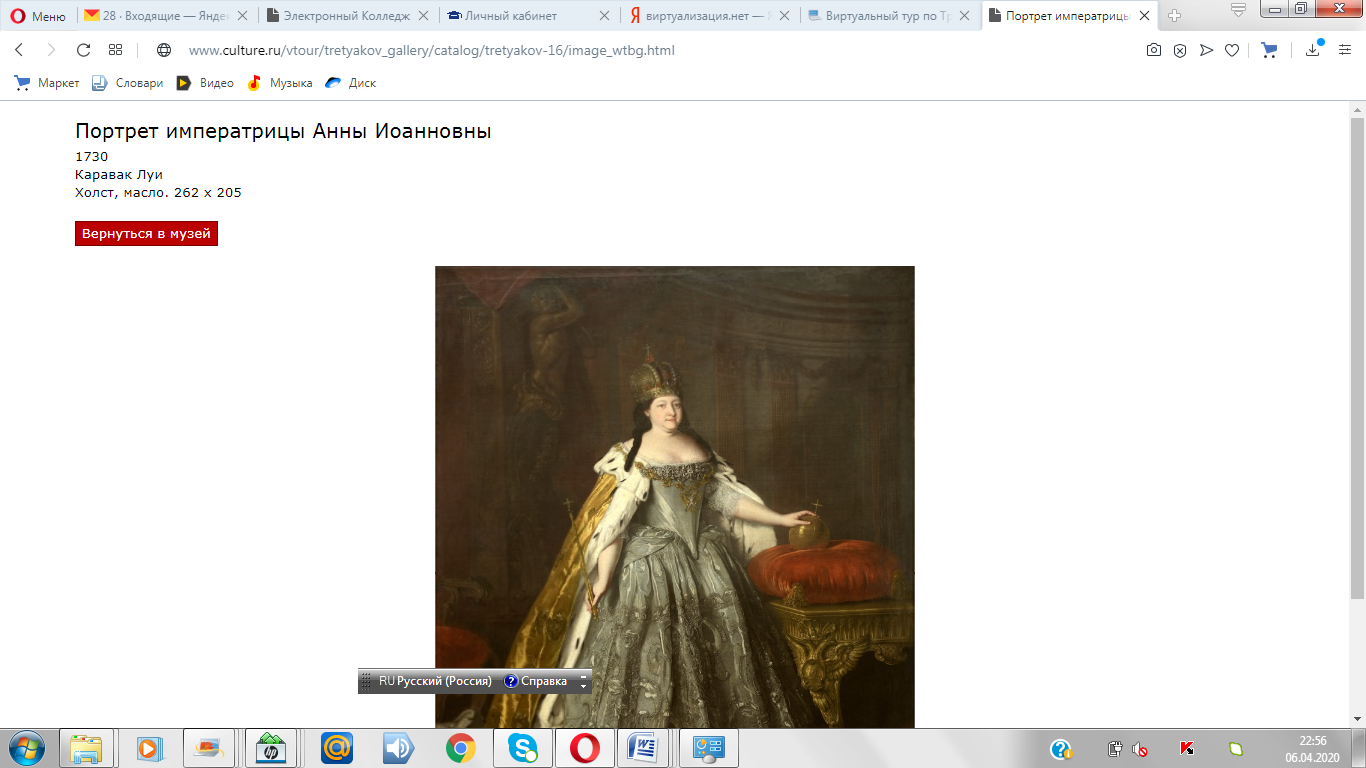 Меню
28 · Входящие — Яндек
Электронный Колледж
Личный кабинет
виртуализация.нет — Я
Виртуальный тур по Тр
Портрет императрицы
www.culture.ru/vtour/tretyakov_gallery/catalog/tretyakov-16/image_wtbg.html
Маркет Словари Видео Музыка Диск
Портрет императрицы Анны Иоанновны
1730
Каравак Луи
Холст, масло. 262 x 205
Вернуться в музей
RU Русский (Россия) Справка
22:56
06.04.2020